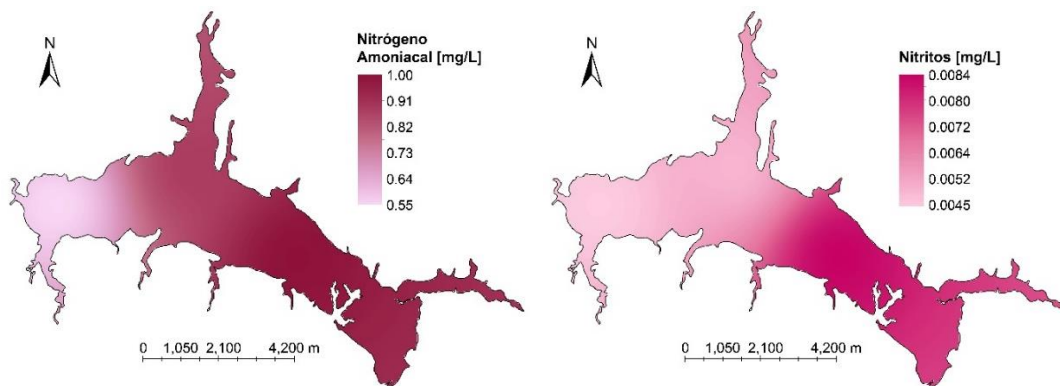 N
Nitrógeno
Amoniacal [mg/L]
1.00
0.91
0.82
0.73
0.64
0.55
0 1,050 2,100 4,200 m
N
Nitritos [mg/L]
0.0084
0.0080
0.0072
0.0064
0.0052
0.0045
0 1,050 2,100 4,200 m